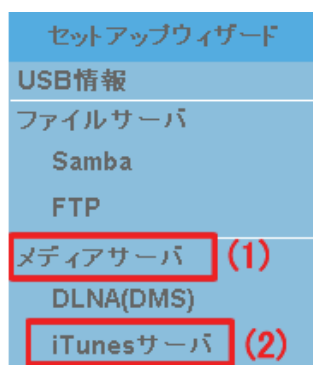 セットアップウィザード
USB情報
ファイルサーバ
Samba
FTP
メディアサーバ (1)
DLNA(DMS)
iTunesサーバ (2)